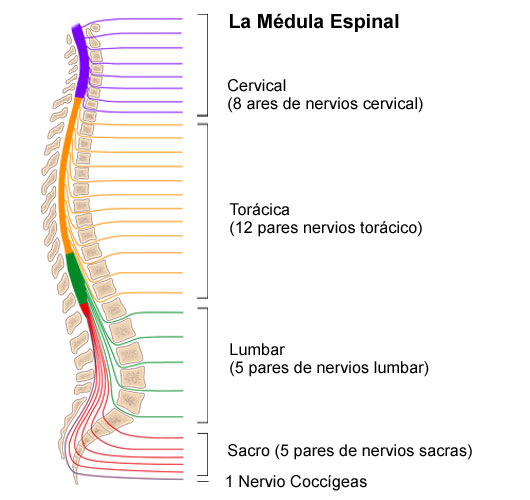 La Médula Espinal
Cervical
(8 ares de nervios cervical)
Torácica
(12 pares nervios torácico)
Lumbar
(5 pares de nervios lumbar)
Sacro (5 pares de nervios sacras)
1 Nervio Coccígeas